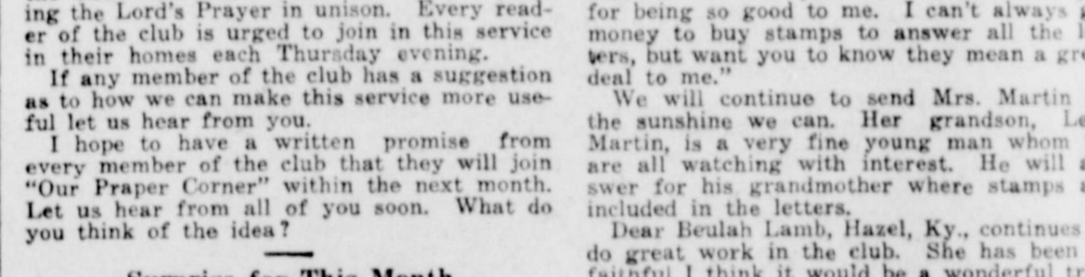 ing the Lord's Prayer in unison. Every read-
er of the club is urged to join in this service
in their homes each Thursday evening.
If any member of the club has a suggestion
as to how we can make this service more use-
ful let us hear from you.
I hope to have a written promise from
every member of the club that they will join
"Our Praper Corner" within the next month.
Let us hear from all of you soon. What do
you think of the idea?
This Month
for being so good to me. I can't always
money to buy stamps to answer all the
ters, but want you to know they mean a
deal to me."
We will continue to send Mrs. Martin
the sunshine we can. Her grandson,
Martin, is a very fine young man whom
are all watching with interest. He will
swer for his grandmother where stamps
included in the letters.
Dear Beulah Lamb, Hazel, Ky., continues
do great work in the club. She has been
faithful I think it would be a wonderful